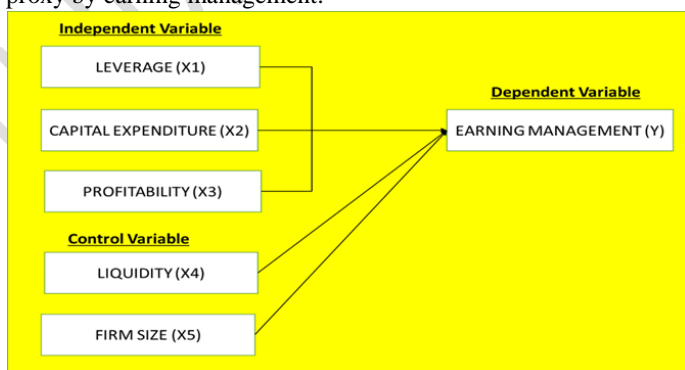 proxy by earning management.
Independent Variable
LEVERAGE (X1)
CAPITAL EXPENDITURE (X2)
PROFITABILITY (X3)
Control Variable
LIQUIDITY (X4)
FIRM SIZE (X5)
Dependent Variable
EARNING MANAGEMENT (Y)